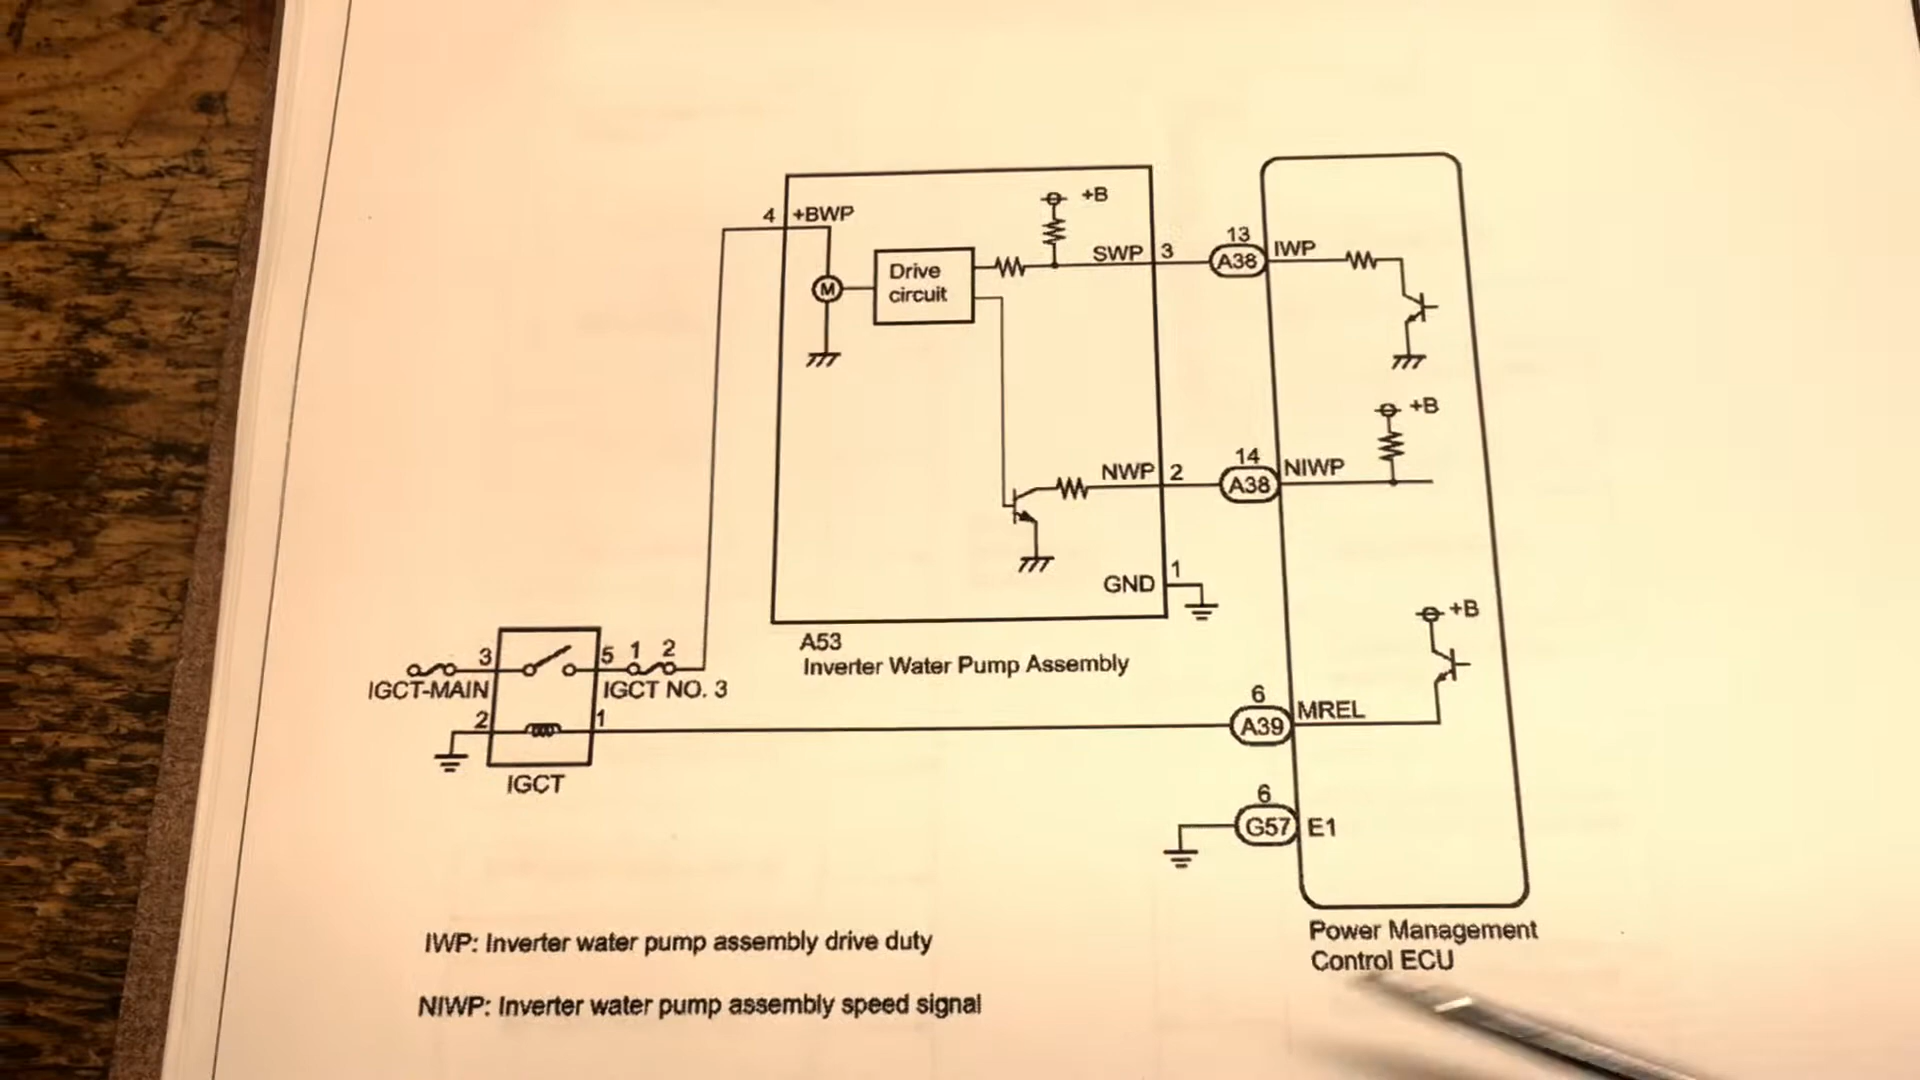 +B
4 +BWP
Drive
circuit
M
SWP 3
13
A38 IWP
+B
14
NWP 2
A38 NIWP
GND 1
+B
A53
Inverter Water Pump Assembly
3 5 1 2
IGCT-MAIN IGCT NO. 3
2 1
IGCT
6
A39 MREL
6
G57 E1
Power Management
Control ECU
IWP: Inverter water pump assembly drive duty
NIWP: Inverter water pump assembly speed signal